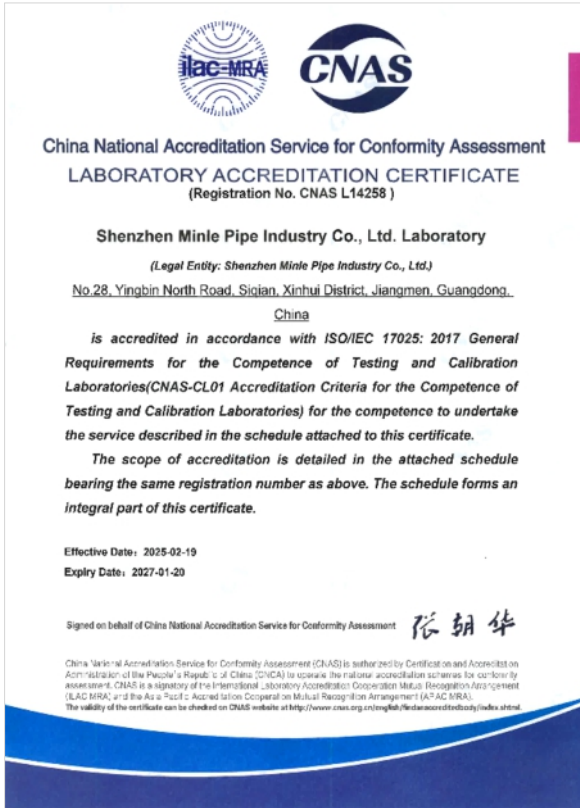 ilac-MRA
CNAS
China National Accreditation Service for Conformity Assessment
LABORATORY ACCREDITATION CERTIFICATE
(Registration No. CNAS L14258 )
Shenzhen Minle Pipe Industry Co., Ltd. Laboratory
(Legal Entity: Shenzhen Minle Pipe Industry Co., Ltd.)
No.28, Yingbin North Road, Siqian, Xinhui District, Jiangmen, Guangdong,
China
is accredited in accordance with ISO/IEC 17025: 2017 General
Requirements for the Competence of Testing and Calibration
Laboratories(CNAS-CL01 Accreditation Criteria for the Competence of
Testing and Calibration Laboratories) for the competence to undertake
the service described in the schedule attached to this certificate.
The scope of accreditation is detailed in the attached schedule
bearing the same registration number as above. The schedule forms an
integral part of this certificate.
Effective Date: 2025-02-19
Expiry Date: 2027-01-20
Signed on behalf of China National Accreditation Service for Conformity Assessment 张朝华
China National Accreditation Service for Conformity Assessment (CNAS) is authorized by Certification and Accreditation
Administration of the People's Republic of China (CNCA) to operate the national accreditation schemes for conformity
assessment. CNAS is a signatory of the International Laboratory Accreditation Cooperation Mutual Recognition Arrangement
(ILAC MRA) and the Asia Pacific Accreditation Cooperation Mutual Recognition Arrangement (APAC MRA).
The validity of the certificate can be checked on CNAS website at http://www.cnas.org.cn/english/findanaccreditedbody/index.shtml.